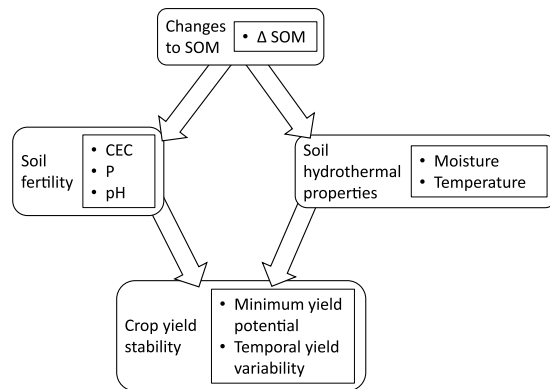 Changes
to SOM
• Δ SOM
Soil
fertility
• CEC
• P
• pH
Soil
hydrothermal
properties
• Moisture
• Temperature
Crop yield
stability
• Minimum yield
potential
• Temporal yield
variability